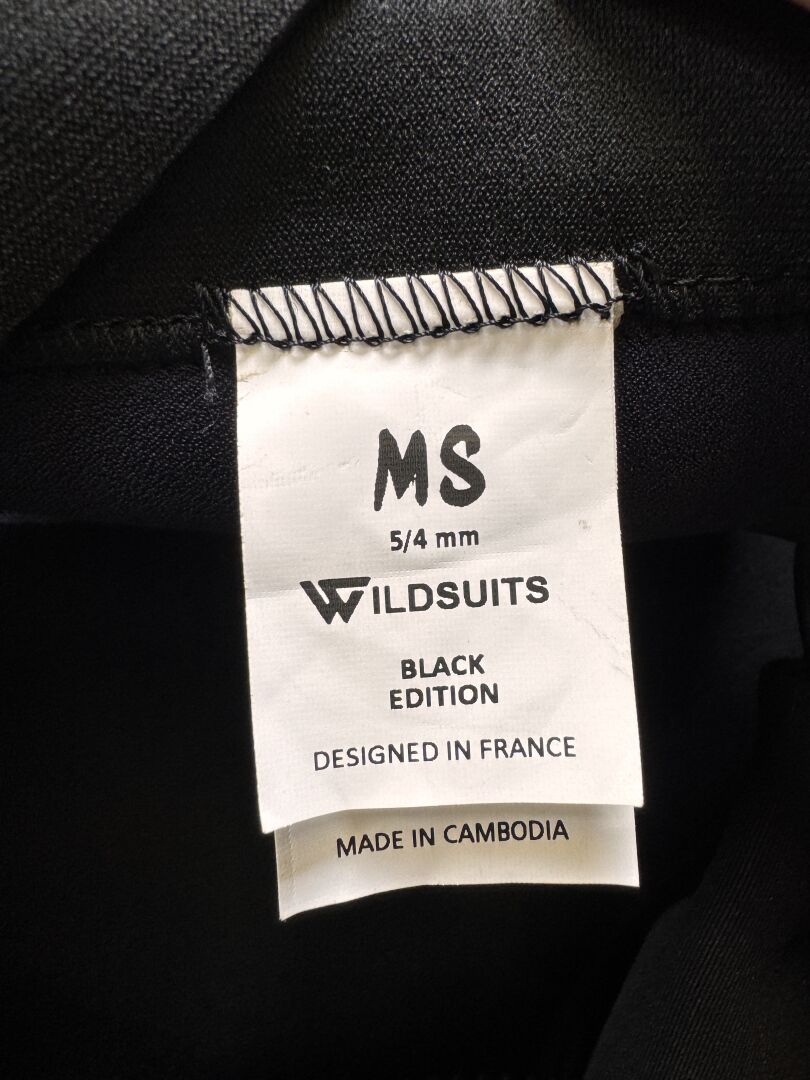 MS
5/4 mm
WILDSUITS
BLACK
EDITION
DESIGNED IN FRANCE
MADE IN CAMBODIA